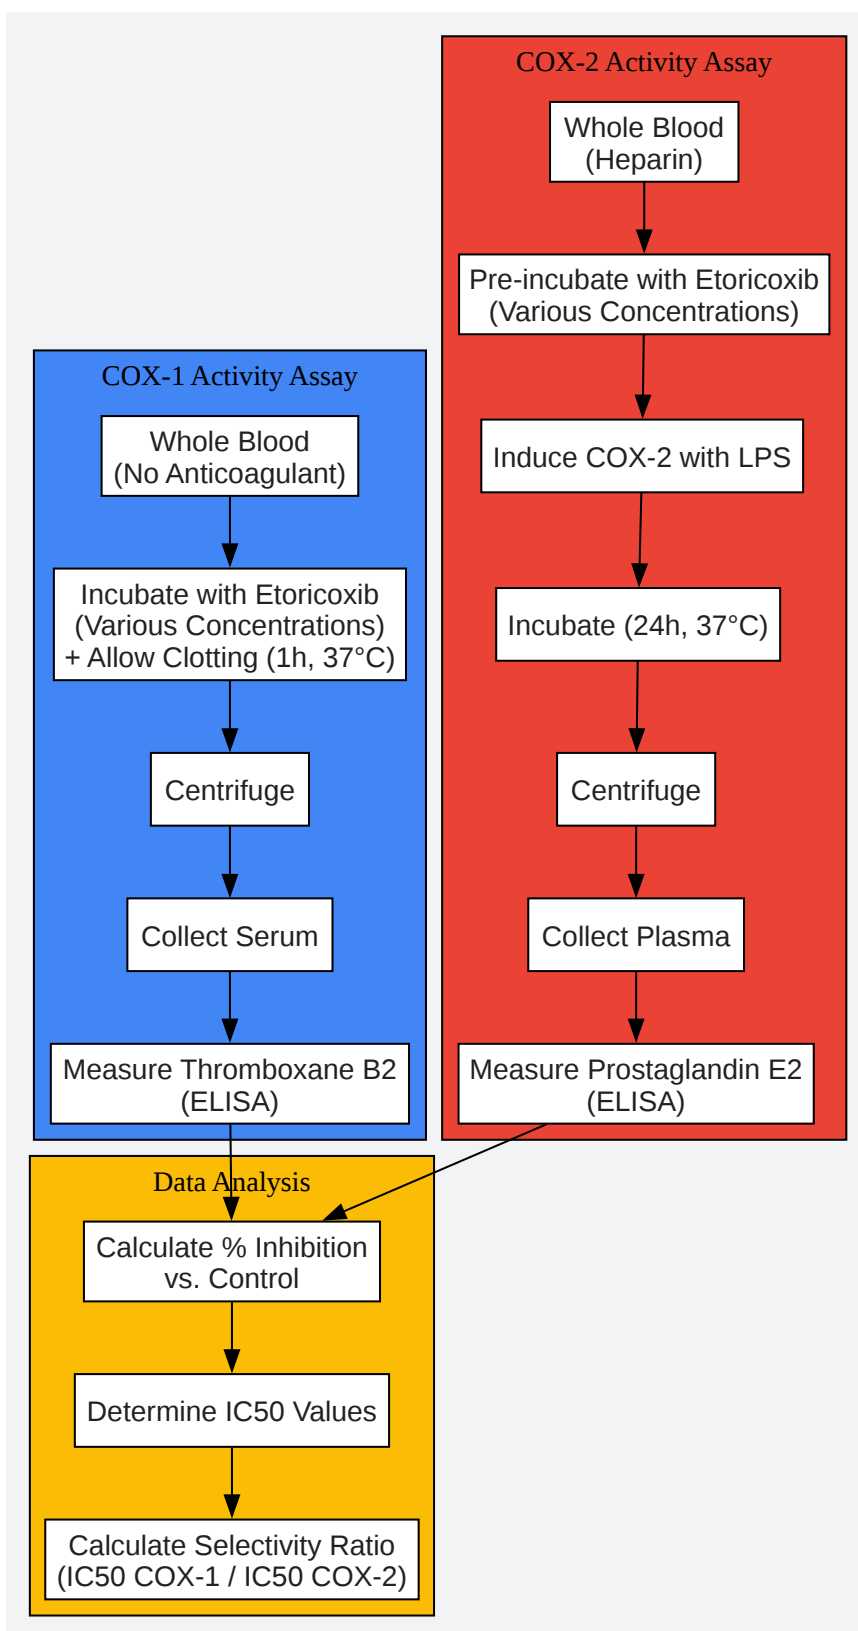 COX-2 Activity Assay
Whole Blood
(Heparin)
Pre-incubate with Etoricoxib
(Various Concentrations)
Induce COX-2 with LPS
Incubate (24h, 37°C)
Centrifuge
Collect Plasma
Measure Prostaglandin E2
(ELISA)
COX-1 Activity Assay
Whole Blood
(No Anticoagulant)
Incubate with Etoricoxib
(Various Concentrations)
+ Allow Clotting (1h, 37°C)
Centrifuge
Collect Serum
Measure Thromboxane B2
(ELISA)
Data Analysis
Calculate % Inhibition
vs. Control
Determine IC50 Values
Calculate Selectivity Ratio
(IC50 COX-1 / IC50 COX-2)